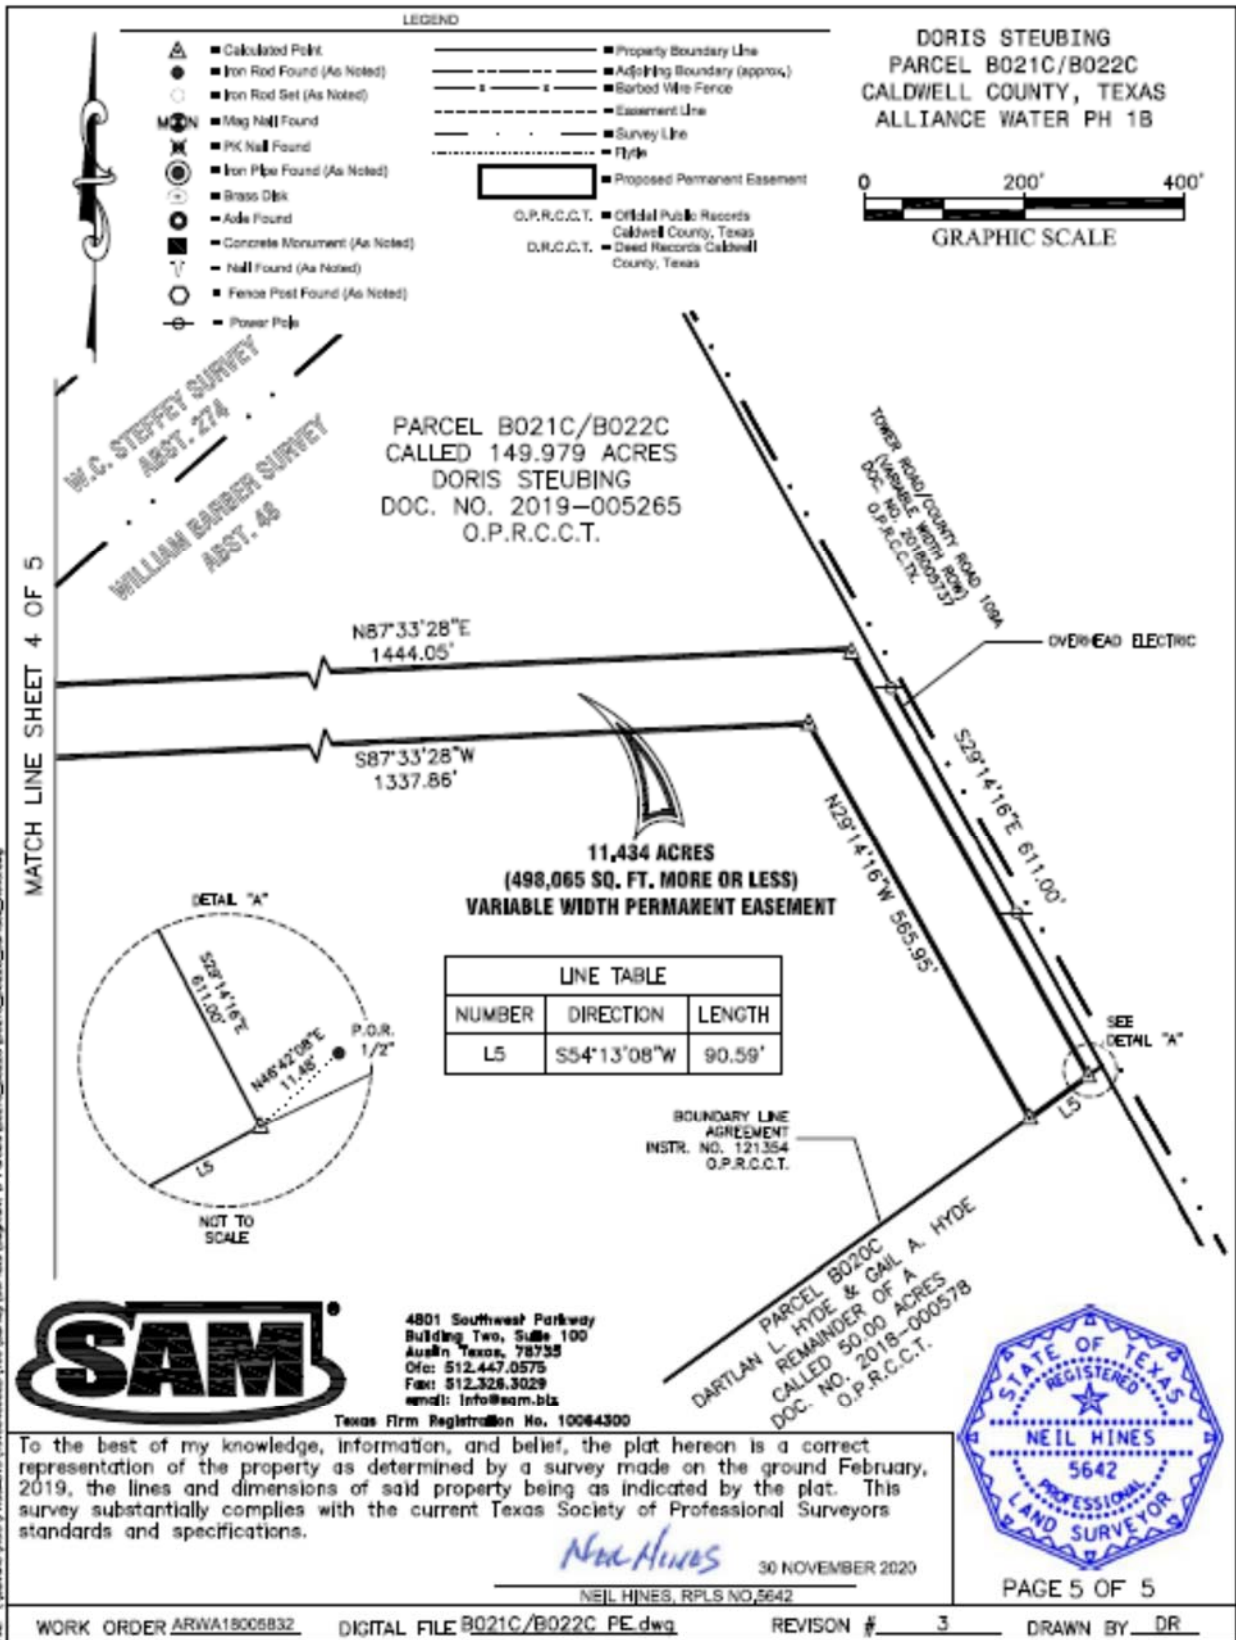 LEGEND
Calculated Point
Iron Rod Found (As Noted)
Iron Rod Set (As Noted)
Mag Nail Found
PK Nail Found
Iron Pipe Found (As Noted)
Brass Disk
Axle Found
Concrete Monument (As Noted)
Nail Found (As Noted)
Fence Post Found (As Noted)
Power Pole
Property Boundary Line
Adjoining Boundary (approx.)
Barbed Wire Fence
Easement Line
Survey Line
Proposed Permanent Easement
O.P.R.C.C.T. = Official Public Records
Caldwell County, Texas
D.R.C.C.T. = Deed Records Caldwell
County, Texas
DORIS STEUBING
PARCEL B021C/B022C
CALDWELL COUNTY, TEXAS
ALLIANCE WATER PH 1B
0 200' 400'
GRAPHIC SCALE
W.C. STEFFEY SURVEY
ABST. 274
WILLIAM BARBER SURVEY
ABST. 46
PARCEL B021C/B022C
CALLED 149.979 ACRES
DORIS STEUBING
DOC. NO. 2019-005265
O.P.R.C.C.T.
TOWER ROAD/COUNTY ROAD 109A
(VARIABLE WIDTH ROW)
DOC. NO. 2018005737
O.P.R.C.C.TX.
MATCH LINE SHEET 4 OF 5
N87°33'28"E
1444.05'
OVERHEAD ELECTRIC
S87°33'28"W
1337.86'
S29°14'16"E 611.00'
N29°14'16"W 565.95'
11.434 ACRES
(498,065 SQ. FT. MORE OR LESS)
VARIABLE WIDTH PERMANENT EASEMENT
DETAIL "A"
S29°14'16"E
611.00'
N46°42'08"E
11.48'
P.O.R.
1/2"
L5
NOT TO
SCALE
LINE TABLE
NUMBER DIRECTION LENGTH
L5 S54°13'08"W 90.59'
SEE
DETAIL "A"
L5
BOUNDARY LINE
AGREEMENT
INSTR. NO. 121354
O.P.R.C.C.T.
PARCEL B020C
DARTLAN L. HYDE & GAIL A. HYDE
REMAINDER OF A
CALLED 50.00 ACRES
DOC. NO. 2018-000578
O.P.R.C.C.T.
SAM
4801 Southwest Parkway
Building Two, Suite 100
Austin Texas, 78735
Ofc: 512.447.0575
Fax: 512.326.3029
email: info@sam.biz
Texas Firm Registration No. 10064300
STATE OF TEXAS
REGISTERED
NEIL HINES
5642
PROFESSIONAL
LAND SURVEYOR
To the best of my knowledge, information, and belief, the plat hereon is a correct
representation of the property as determined by a survey made on the ground February,
2019, the lines and dimensions of said property being as indicated by the plat. This
survey substantially complies with the current Texas Society of Professional Surveyors
standards and specifications.
Neil Hines
30 NOVEMBER 2020
NEIL HINES, RPLS NO.5642
PAGE 5 OF 5
WORK ORDER ARWA18005832 DIGITAL FILE B021C/B022C PE.dwg REVISON # 3 DRAWN BY DR